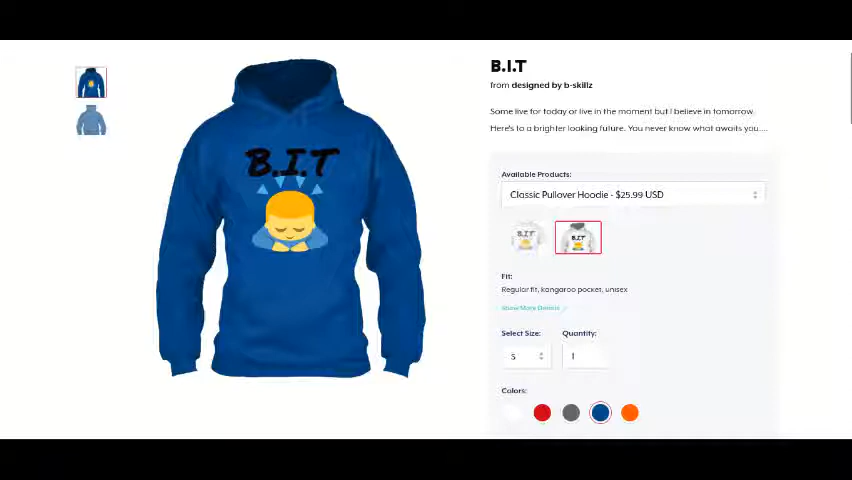 B.I.T
B.I.T
from designed by b-skillz
Some live for today or live in the moment but I believe in tomorrow.
Here's to a brighter looking future. You never know what awaits you....
Available Products:
Classic Pullover Hoodie - $25.99 USD
B.I.T
B.I.T
Fit:
Regular fit, kangaroo pocket, unisex
Show More Details
Select Size:
Quantity:
S
1
Colors: